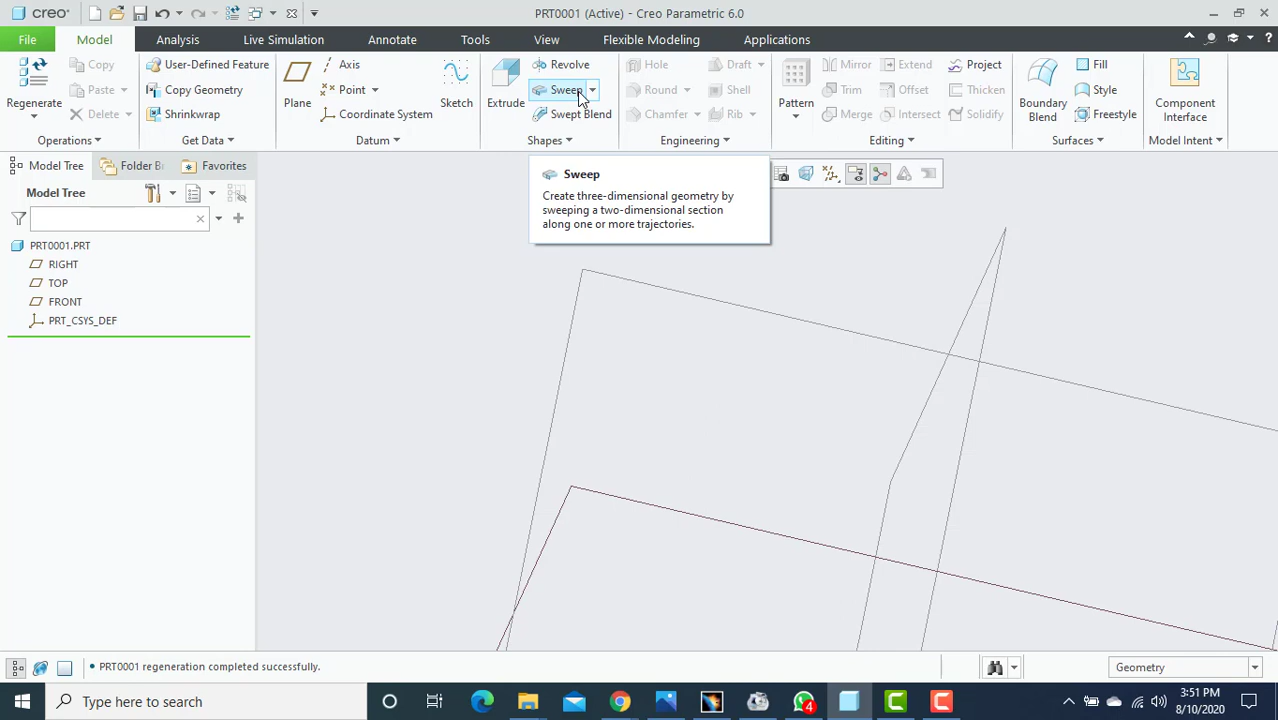 creo
PRT0001 (Active) - Creo Parametric 6.0
File
Model
Analysis
Live Simulation
Annotate
Tools
View
Flexible Modeling
Applications
Regenerate
Copy
Paste
Delete
Operations
User-Defined Feature
Copy Geometry
Shrinkwrap
Get Data
Plane
Axis
Point
Coordinate System
Sketch
Datum
Extrude
Revolve
Sweep
Swept Blend
Shapes
Hole
Round
Chamfer
Draft
Shell
Rib
Engineering
Pattern
Mirror
Trim
Merge
Extend
Offset
Intersect
Project
Thicken
Solidify
Editing
Boundary
Blend
Fill
Style
Freestyle
Surfaces
Component
Interface
Model Intent
Model Tree
Folder B
Favorites
Model Tree
PRT0001.PRT
RIGHT
TOP
FRONT
PRT_CSYS_DEF
Sweep
Create three-dimensional geometry by
sweeping a two-dimensional section
along one or more trajectories.
• PRT0001 regeneration completed successfully.
Geometry
Type here to search
4
3:51 PM
8/10/2020